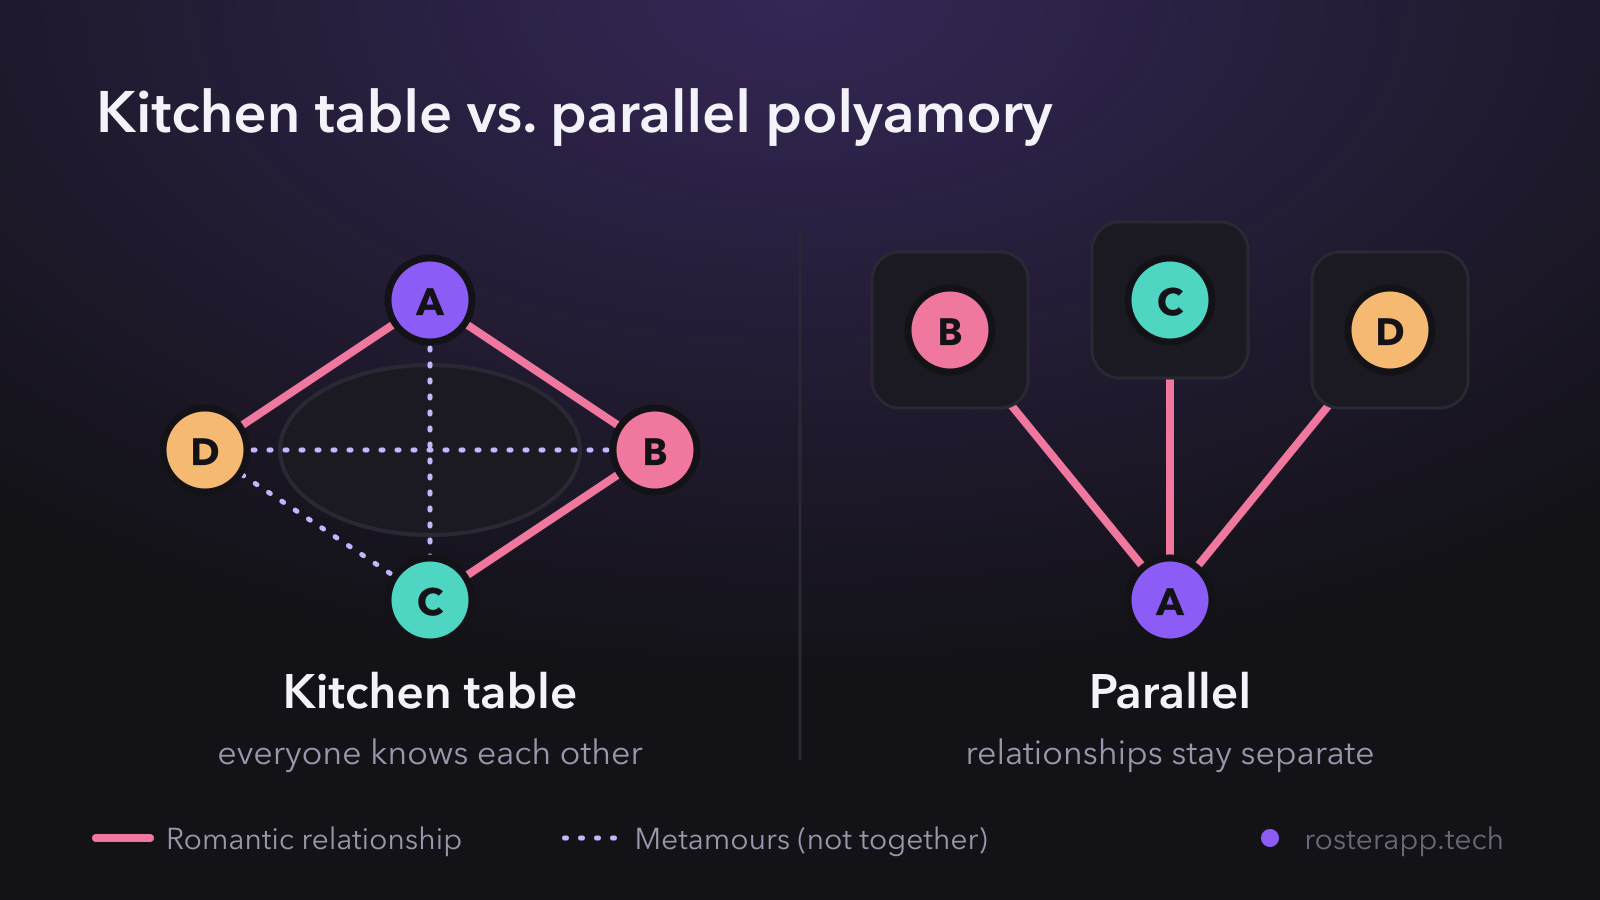 Kitchen table vs. parallel polyamory
A
D
B
C
Kitchen table
everyone knows each other
B
C
D
A
Parallel
relationships stay separate
Romantic relationship
Metamours (not together)
rosterapp.tech